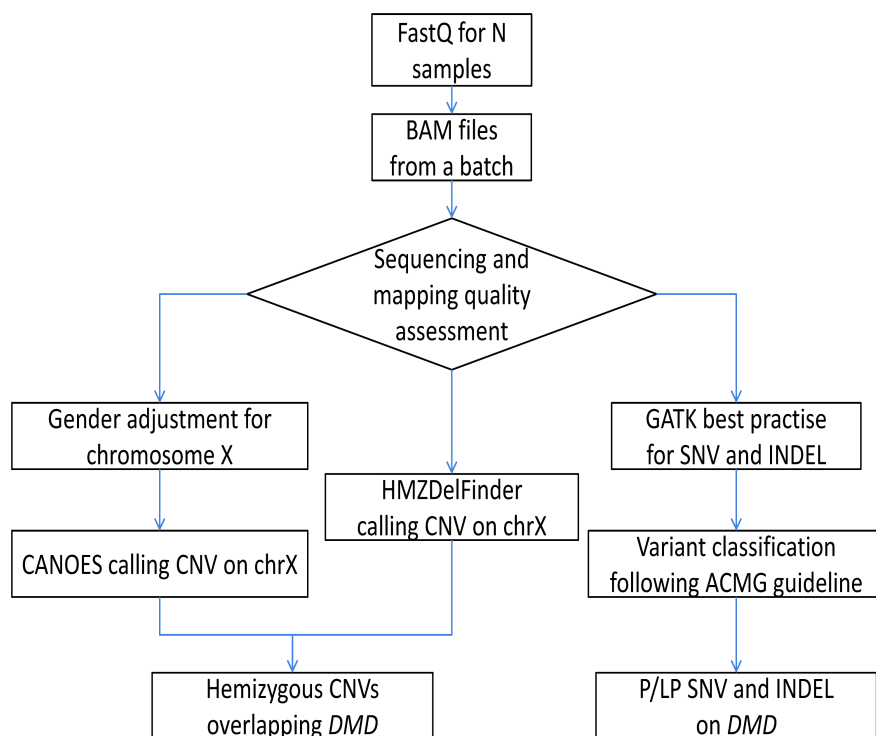 FastQ for N
samples
BAM files
from a batch
Sequencing and
mapping quality
assessment
Gender adjustment for
chromosome X
GATK best practise
for SNV and INDEL
HMZDelFinder
calling CNV on chrX
CANOES calling CNV on chrX
Variant classification
following ACMG guideline
Hemizygous CNVs
overlapping DMD
P/LP SNV and INDEL
on DMD